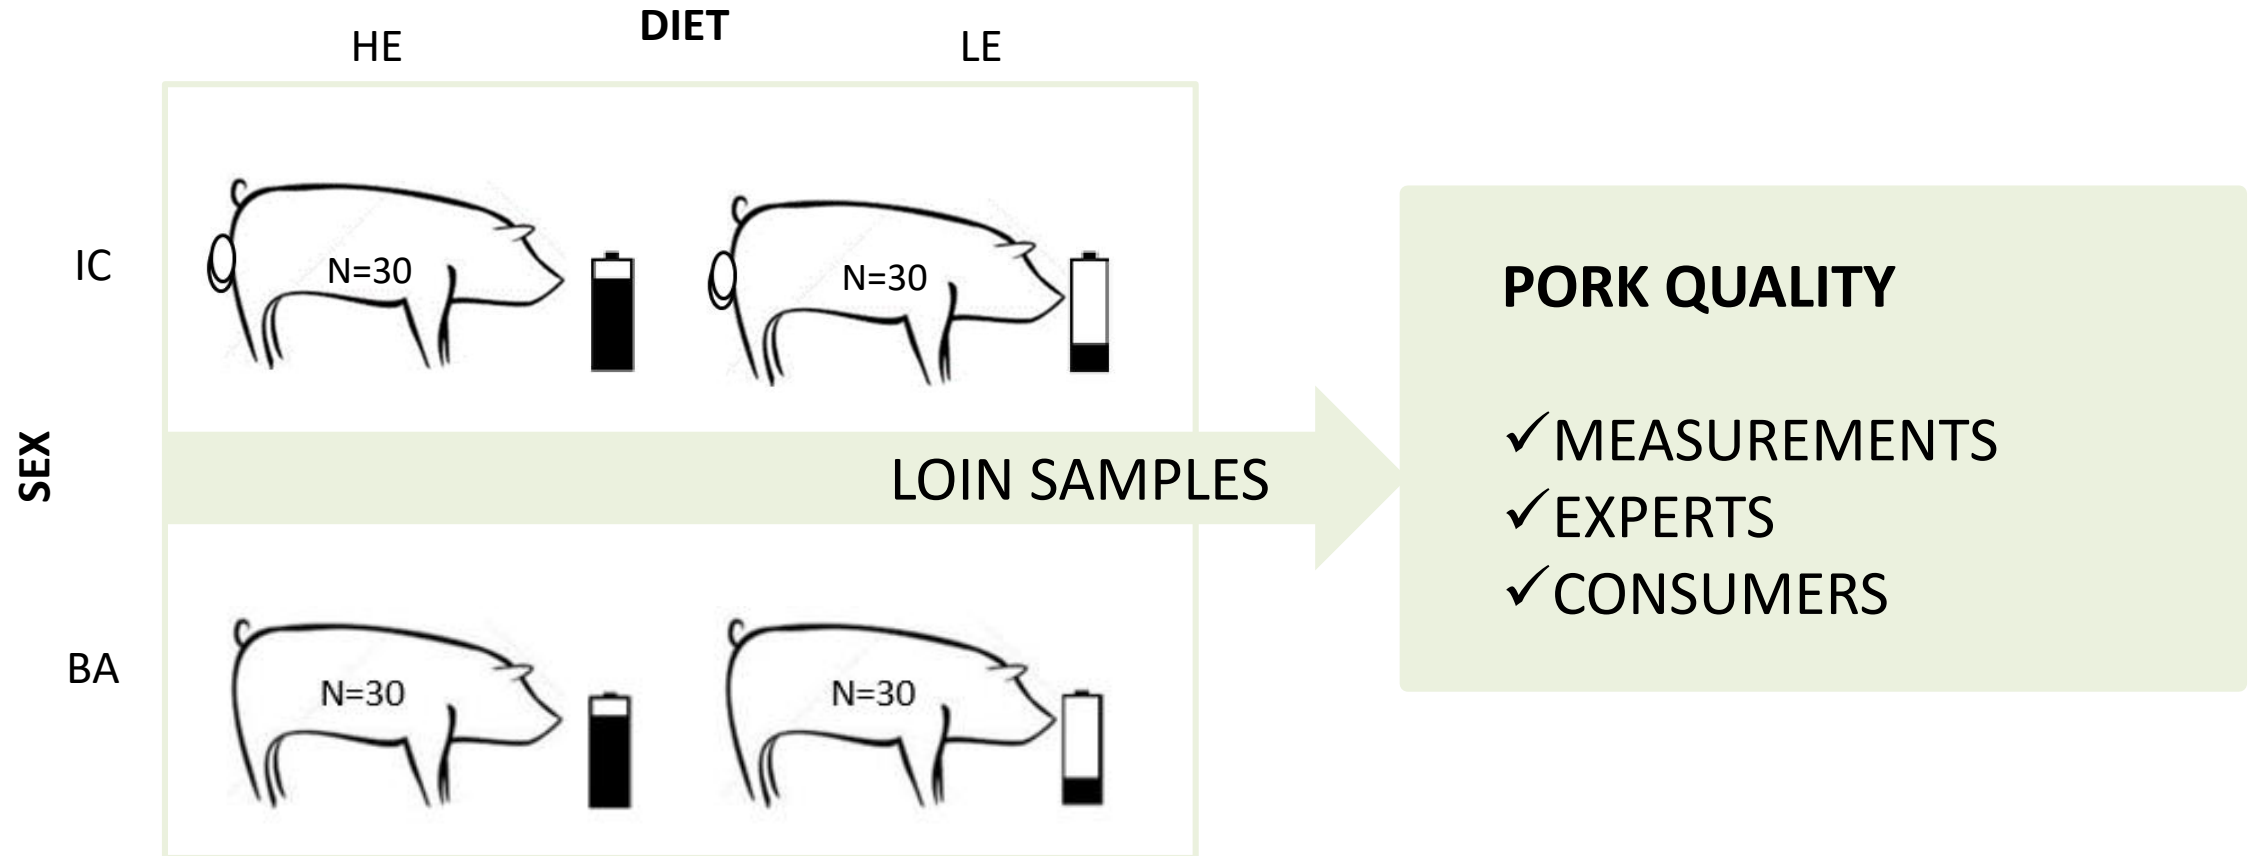 DIET
HE
LE
IC
N=30
N=30
SEX
LOIN SAMPLES
BA
N=30
N=30
PORK QUALITY
✓MEASUREMENTS
✓EXPERTS
✓CONSUMERS